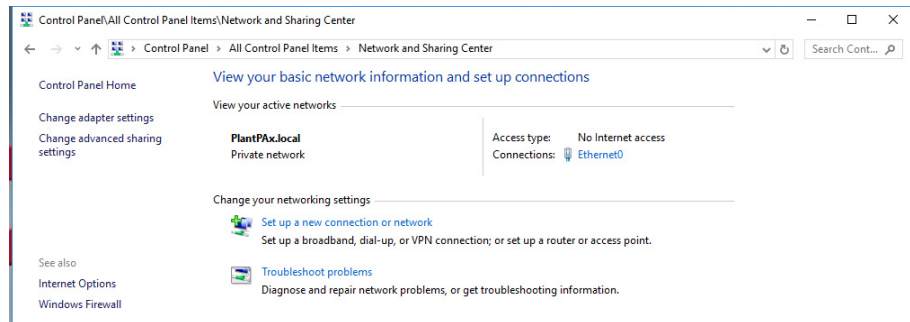 Control Panel\All Control Panel Items\Network and Sharing Center
Control Panel > All Control Panel Items > Network and Sharing Center
Search Cont...
Control Panel Home
Change adapter settings
Change advanced sharing
settings
See also
Internet Options
Windows Firewall
View your basic network information and set up connections
View your active networks
PlantPAx.local
Private network
Access type: No Internet access
Connections: Ethernet0
Change your networking settings
Set up a new connection or network
Set up a broadband, dial-up, or VPN connection; or set up a router or access point.
Troubleshoot problems
Diagnose and repair network problems, or get troubleshooting information.